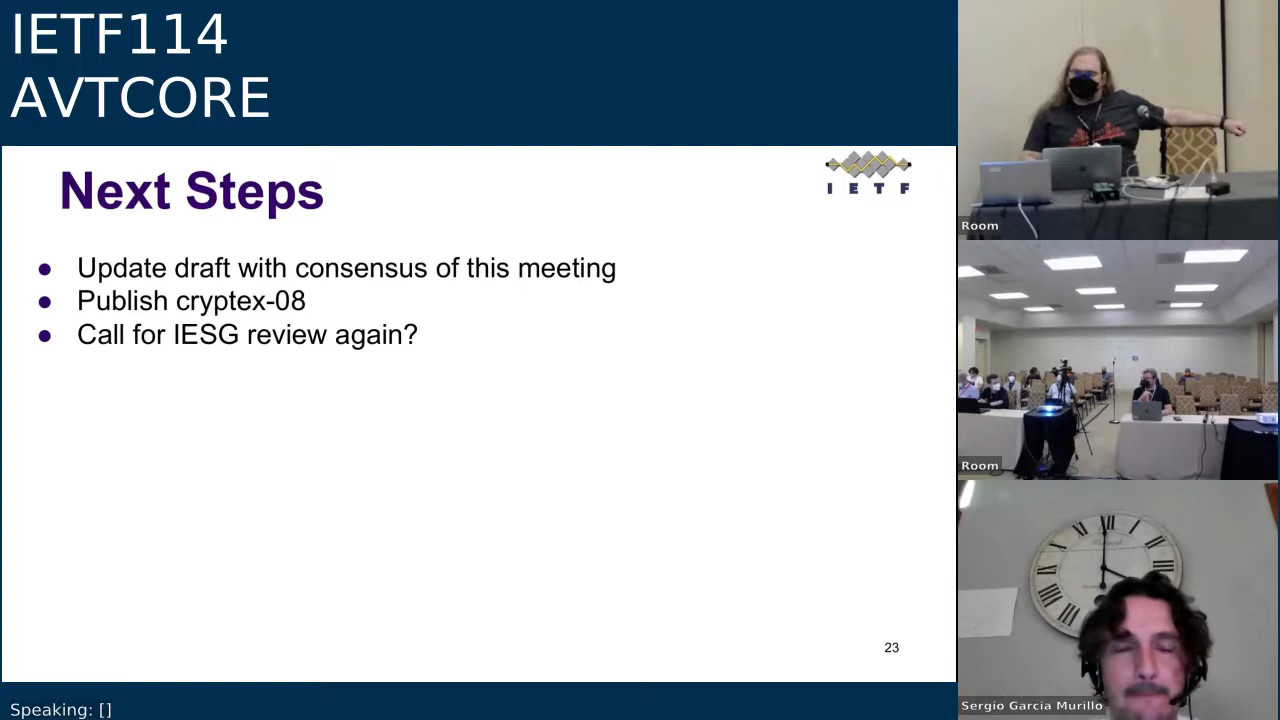 IETF114
AVTCORE
Next Steps
I E T F
● Update draft with consensus of this meeting
● Publish cryptex-08
● Call for IESG review again?
23
Speaking: []
Room
Room
Sergio Garcia Murillo